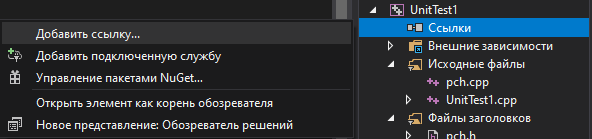 Добавить ссылку...
Добавить подключенную службу
Управление пакетами NuGet...
Открыть элемент как корень обозревателя
Новое представление: Обозреватель решений
UnitTest1
Ссылки
Внешние зависимости
Исходные файлы
pch.cpp
UnitTest1.cpp
Файлы заголовков
pch.h